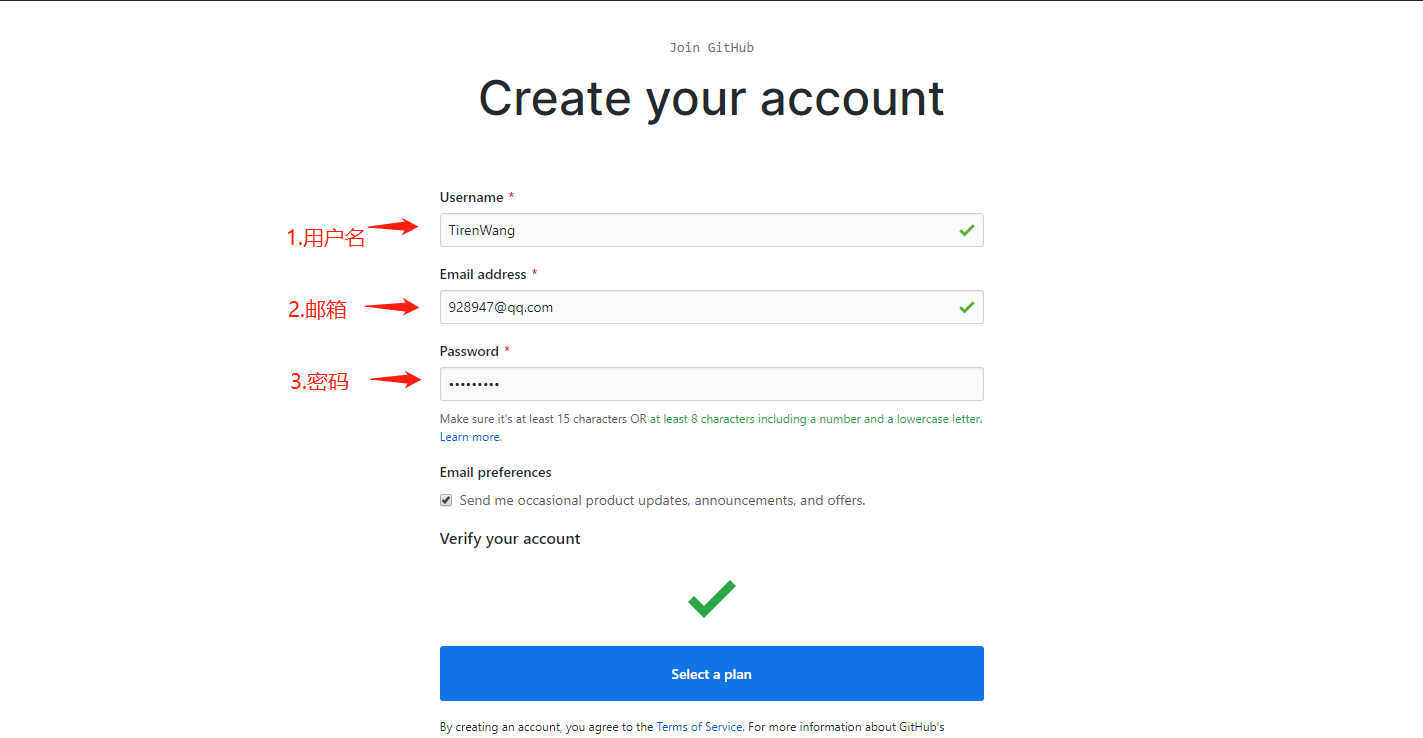 Join GitHub
Create your account
Username *
1.用户名
TirenWang
Email address *
2.邮箱
928947@qq.com
Password *
3.密码
•••••••••
Make sure it's at least 15 characters OR at least 8 characters including a number and a lowercase letter.
Learn more.
Email preferences
Send me occasional product updates, announcements, and offers.
Verify your account
Select a plan
By creating an account, you agree to the Terms of Service. For more information about GitHub's